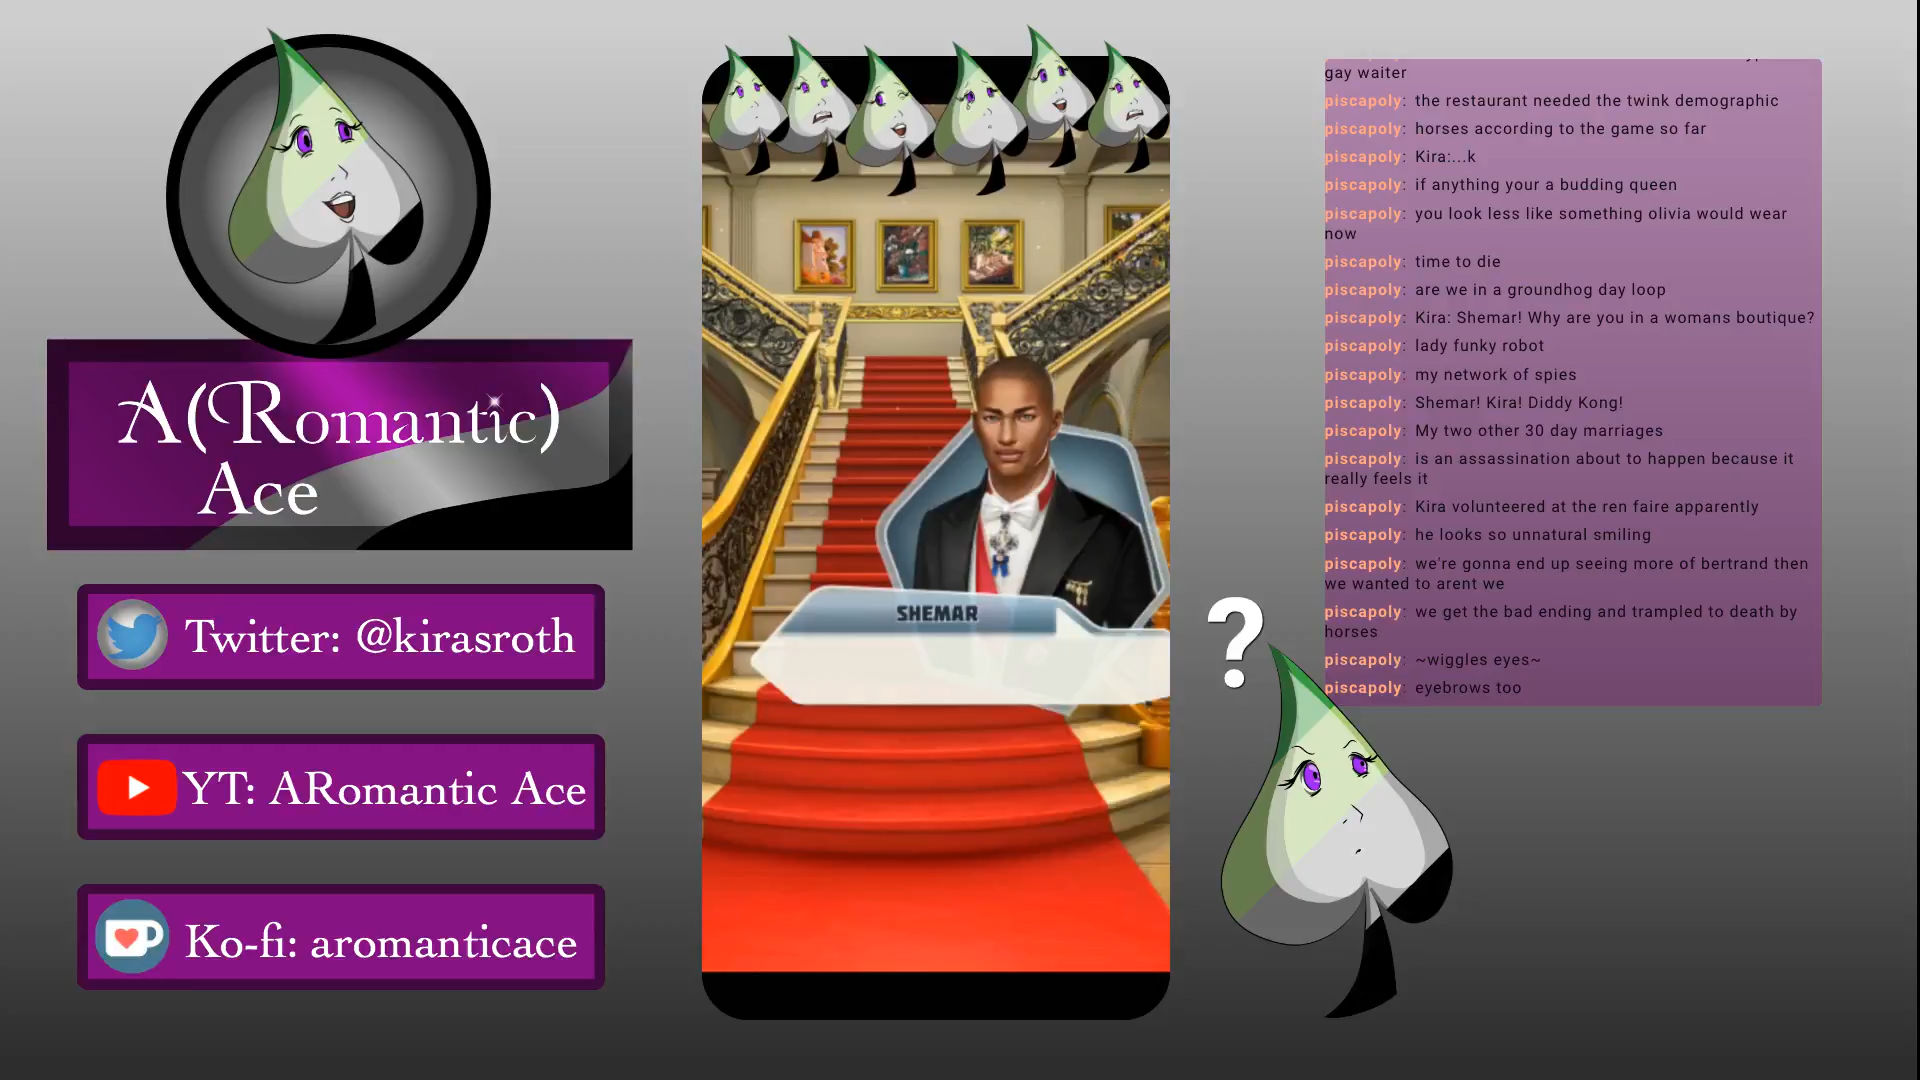 A(Romantic)
Ace
Twitter: @kirasroth
YT: ARomantic Ace
Ko-fi: aromanticace
SHEMAR
?
gay waiter
piscapoly: the restaurant needed the twink demographic
piscapoly: horses according to the game so far
piscapoly: Kira:...k
piscapoly: if anything your a budding queen
piscapoly: you look less like something olivia would wear
now
piscapoly: time to die
piscapoly: are we in a groundhog day loop
piscapoly: Kira: Shemar! Why are you in a womans boutique?
piscapoly: lady funky robot
piscapoly: my network of spies
piscapoly: Shemar! Kira! Diddy Kong!
piscapoly: My two other 30 day marriages
piscapoly: is an assassination about to happen because it
really feels it
piscapoly: Kira volunteered at the ren faire apparently
piscapoly: he looks so unnatural smiling
piscapoly: we're gonna end up seeing more of bertrand then
we wanted to arent we
piscapoly: we get the bad ending and trampled to death by
horses
piscapoly: ~wiggles eyes~
piscapoly: eyebrows too